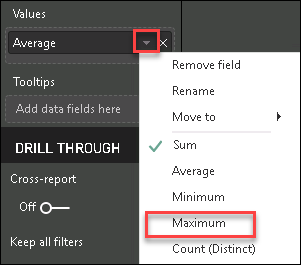 Values
Average
Remove field
Rename
Tooltips
Move to
Add data fields here
Sum
DRILL THROUGH
Average
Cross-report
Minimum
Off
Maximum
Keep all filters
Count (Distinct)